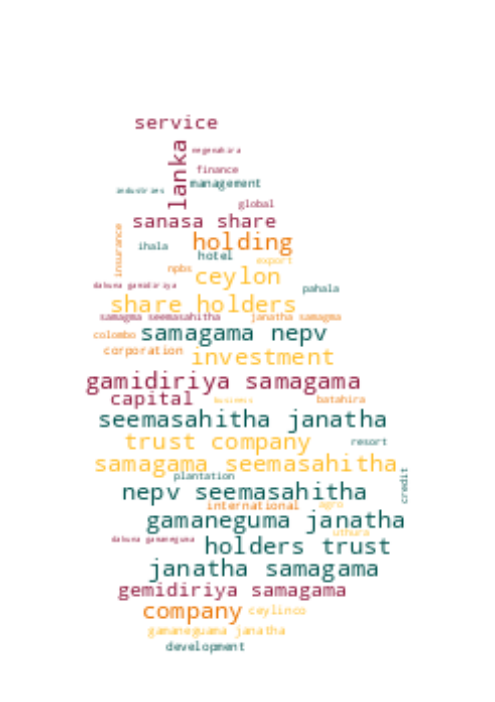 service
lanka
negenahira
finance
management
industries
global
sanasa share
insurance
holding
ihala
hotel
export
npbs
ceylon
dakuna gamidiriya
pahala
share holders
samagma seemasahitha
janatha samagma
colombo
samagama nepv
corporation
investment
gamidiriya samagama
capital
business
batahira
seemasahitha janatha
trust company
resort
samagama seemasahitha
plantation
credit
nepv seemasahitha
international
agro
gamaneguma janatha
uthura
dakuna gamaneguma
holders trust
janatha samagama
gemidiriya samagama
company
ceylinco
gamaneguama janatha
development